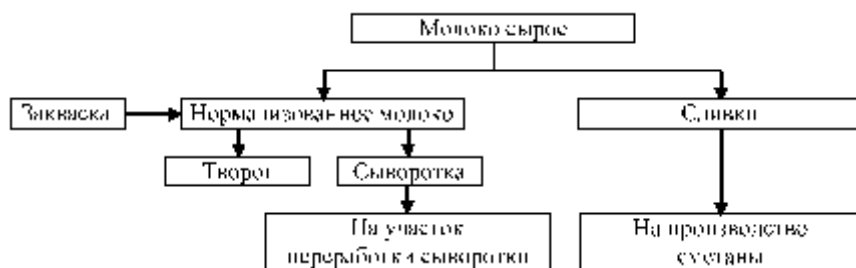 Молоко сырое
Закваска
Нормализованное молоко
Сливки
Творог
Сыворотка
На участок
переработки сыворотки
На производство
сметаны